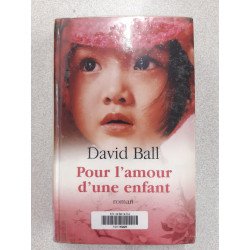 David Ball
Pour l'amour
d'une enfant
roman